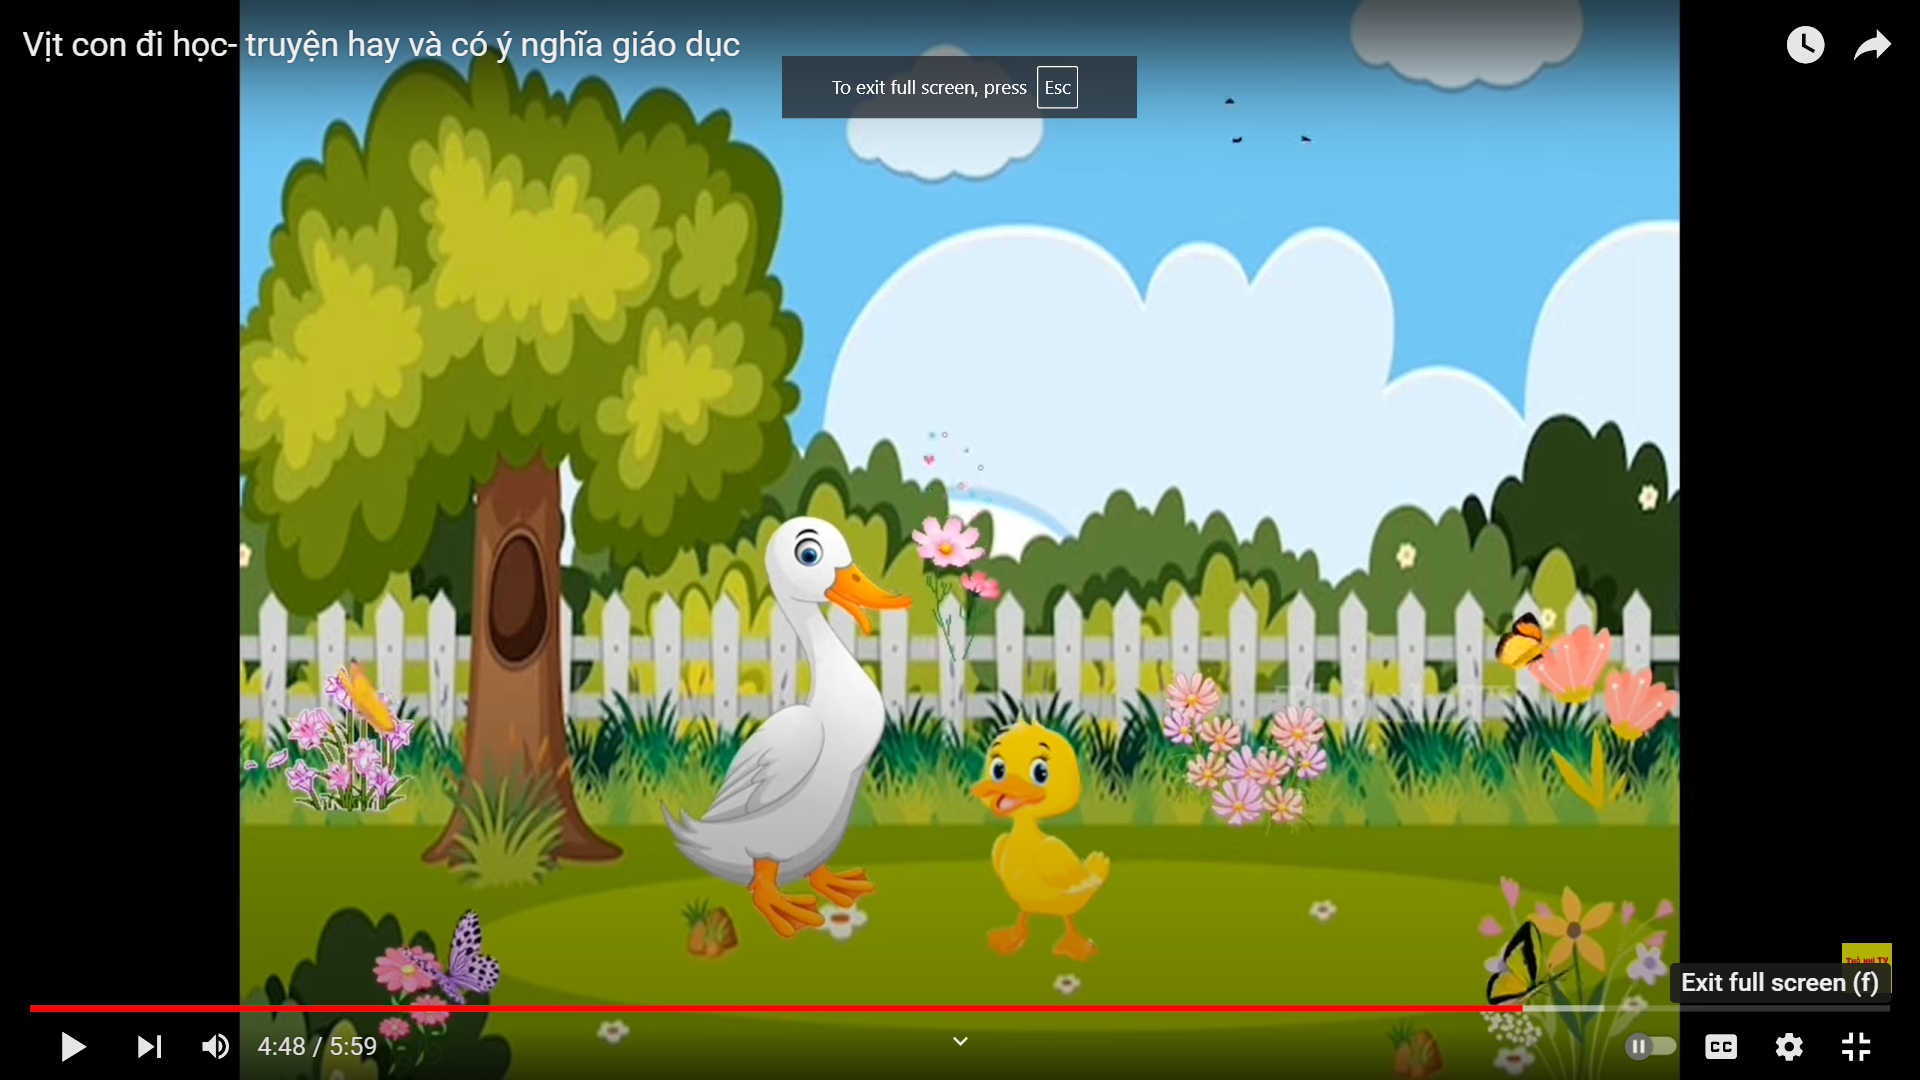 Vịt con đi học- truyện hay và có ý nghĩa giáo dục
To exit full screen, press Esc
Exit full screen (f)
4:48 / 5:59
CC